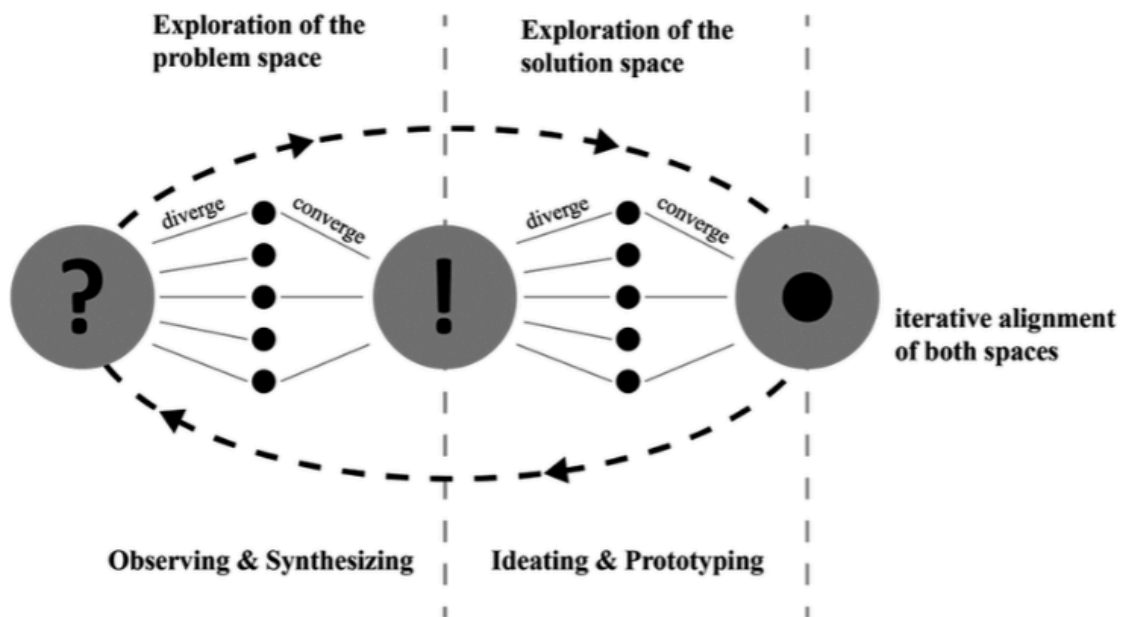 Exploration of the
problem space
Exploration of the
solution space
diverge
converge
diverge
converge
?
!
iterative alignment
of both spaces
Observing & Synthesizing
Ideating & Prototyping